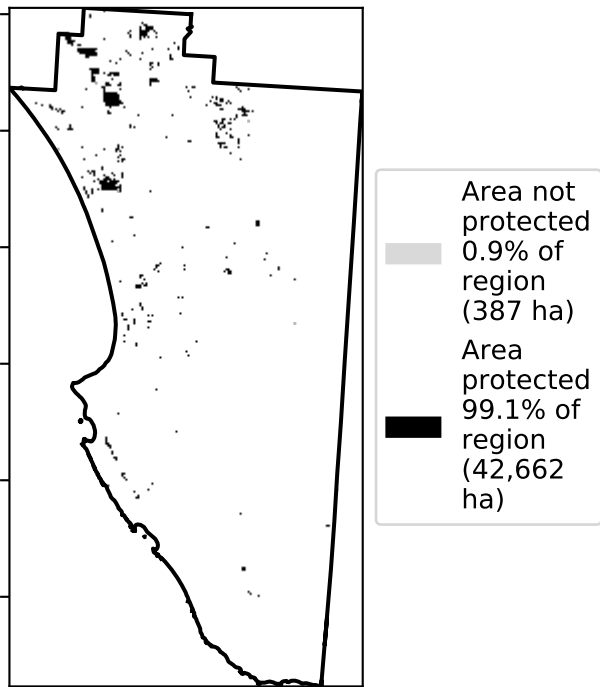 Area not
protected
0.9% of
region
(387 ha)
Area
protected
99.1% of
region
(42,662
ha)